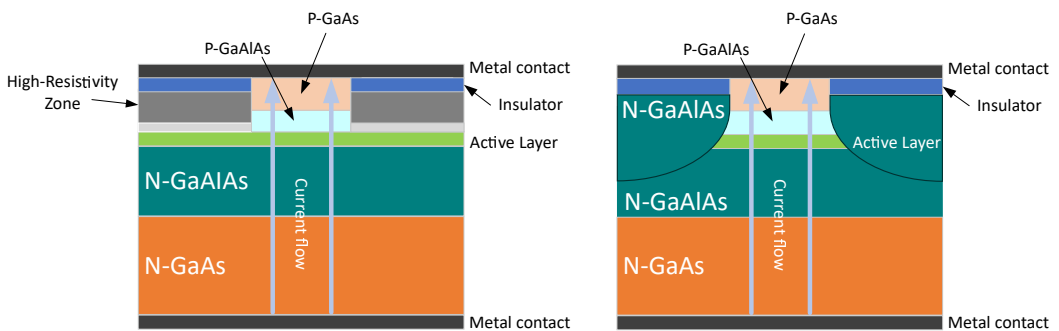 P-GaAs
P-GaAlAs
Metal contact
High-Resistivity
Zone
Insulator
Active Layer
N-GaAlAs
Current flow
N-GaAs
Metal contact
P-GaAs
P-GaAlAs
Metal contact
N-GaAlAs
Insulator
Active Layer
N-GaAlAs
Current flow
N-GaAs
Metal contact